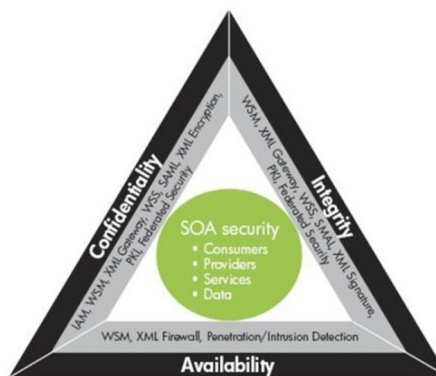 Confidentiality
IAM, WSM, XML Gateway, WSS, SAML, XML Encryption,
PKI, Federated Security
Integrity
WSM, XML Gateway, WSS, SMAL, XML Signature,
PKI, Federated Security
SOA security
• Consumers
• Providers
• Services
• Data
WSM, XML Firewall, Penetration/Intrusion Detection
Availability